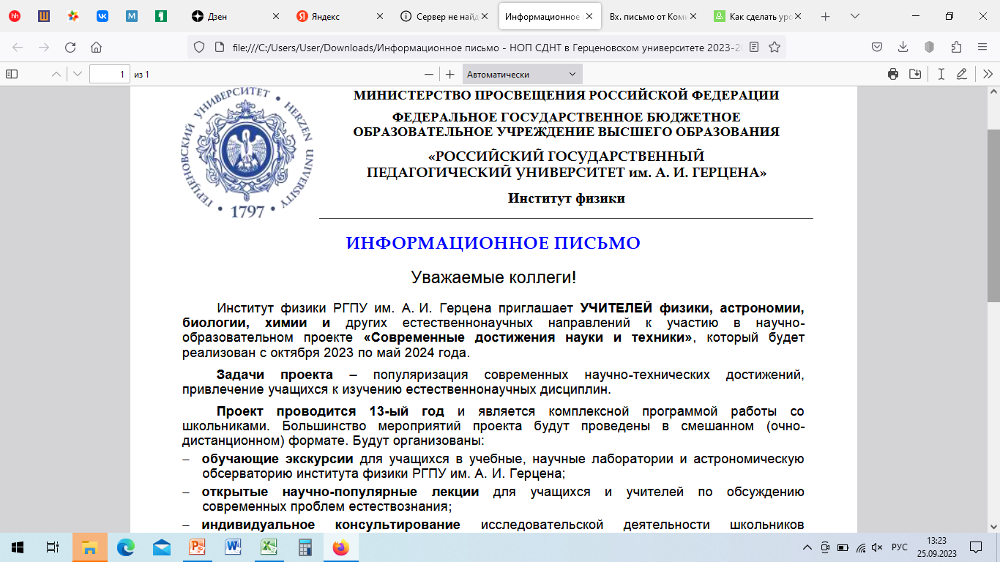 Дзен
Яндекс
Сервер не найд
Информационное
Вх. письмо от Коми
Как сделать уро
file:///C:/Users/User/Downloads/Информационное письмо - НОП СДНТ в Герценовском университете 2023-20
1 из 1
Автоматически
ГЕРЦЕНОВСКИЙ УНИВЕРСИТЕТ • HERZEN UNIVERSITY
• 1797 •
МИНИСТЕРСТВО ПРОСВЕЩЕНИЯ РОССИЙСКОЙ ФЕДЕРАЦИИ
ФЕДЕРАЛЬНОЕ ГОСУДАРСТВЕННОЕ БЮДЖЕТНОЕ
ОБРАЗОВАТЕЛЬНОЕ УЧРЕЖДЕНИЕ ВЫСШЕГО ОБРАЗОВАНИЯ
«РОССИЙСКИЙ ГОСУДАРСТВЕННЫЙ
ПЕДАГОГИЧЕСКИЙ УНИВЕРСИТЕТ им. А. И. ГЕРЦЕНА»
Институт физики
ИНФОРМАЦИОННОЕ ПИСЬМО
Уважаемые коллеги!
Институт физики РГПУ им. А. И. Герцена приглашает УЧИТЕЛЕЙ физики, астрономии,
биологии, химии и других естественнонаучных направлений к участию в научно-
образовательном проекте «Современные достижения науки и техники», который будет
реализован с октября 2023 по май 2024 года.
Задачи проекта – популяризация современных научно-технических достижений,
привлечение учащихся к изучению естественнонаучных дисциплин.
Проект проводится 13-ый год и является комплексной программой работы со
школьниками. Большинство мероприятий проекта будут проведены в смешанном (очно-
дистанционном) формате. Будут организованы:
– обучающие экскурсии для учащихся в учебные, научные лаборатории и астрономическую
обсерваторию института физики РГПУ им. А. И. Герцена;
– открытые научно-популярные лекции для учащихся и учителей по обсуждению
современных проблем естествознания;
– индивидуальное консультирование исследовательской деятельности школьников
РУС
13:23
25.09.2023